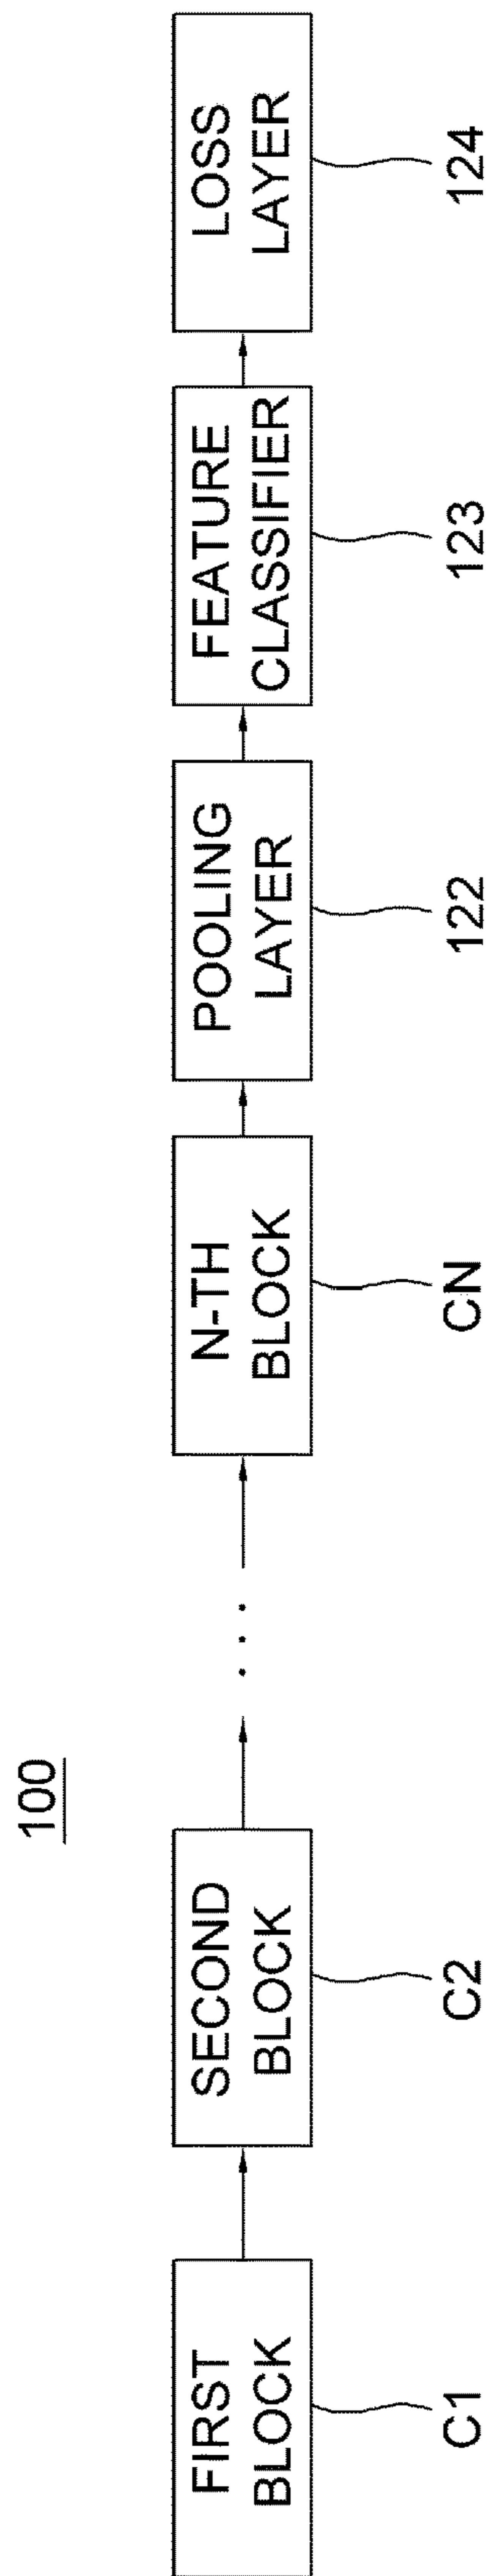 100
FIRST
BLOCK
C1
SECOND
BLOCK
C2
. . .
N-TH
BLOCK
CN
POOLING
LAYER
122
FEATURE
CLASSIFIER
123
LOSS
LAYER
124